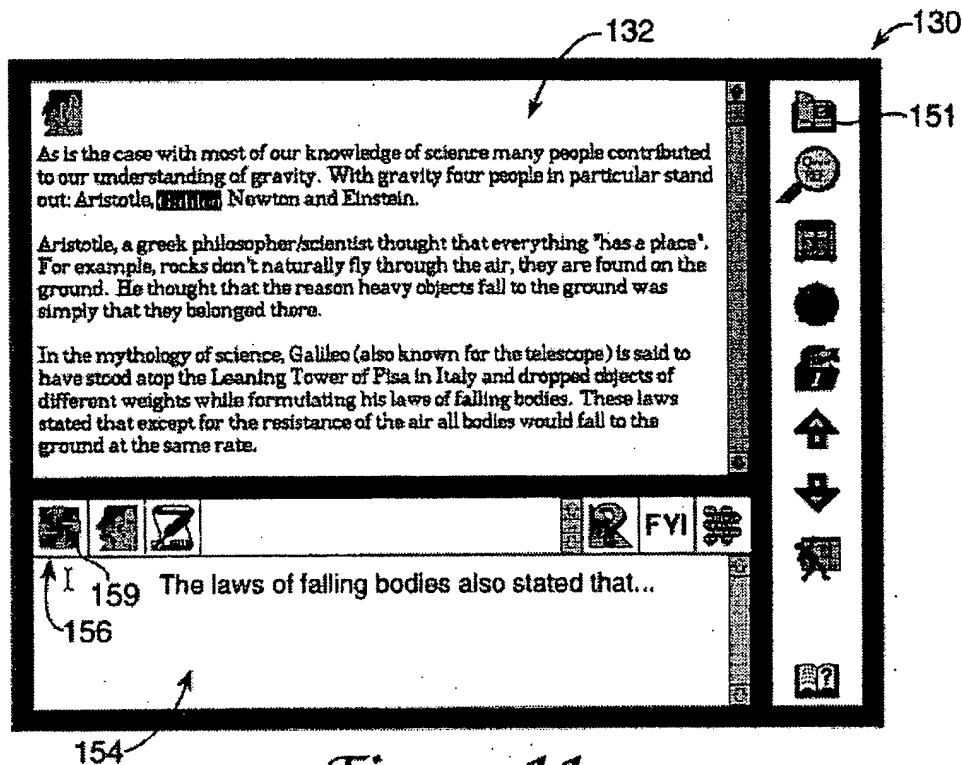 132
130
151
As is the case with most of our knowledge of science many people contributed
to our understanding of gravity. With gravity four people in particular stand
out: Aristotle, Newton and Einstein.
Aristotle, a greek philosopher/scientist thought that everything "has a place".
For example, rocks don't naturally fly through the air, they are found on the
ground. He thought that the reason heavy objects fall to the ground was
simply that they belonged there.
In the mythology of science, Galileo (also known for the telescope) is said to
have stood atop the Leaning Tower of Pisa in Italy and dropped objects of
different weights while formulating his laws of falling bodies. These laws
stated that except for the resistance of the air all bodies would fall to the
ground at the same rate.
FYI
159
The laws of falling bodies also stated that...
156
154